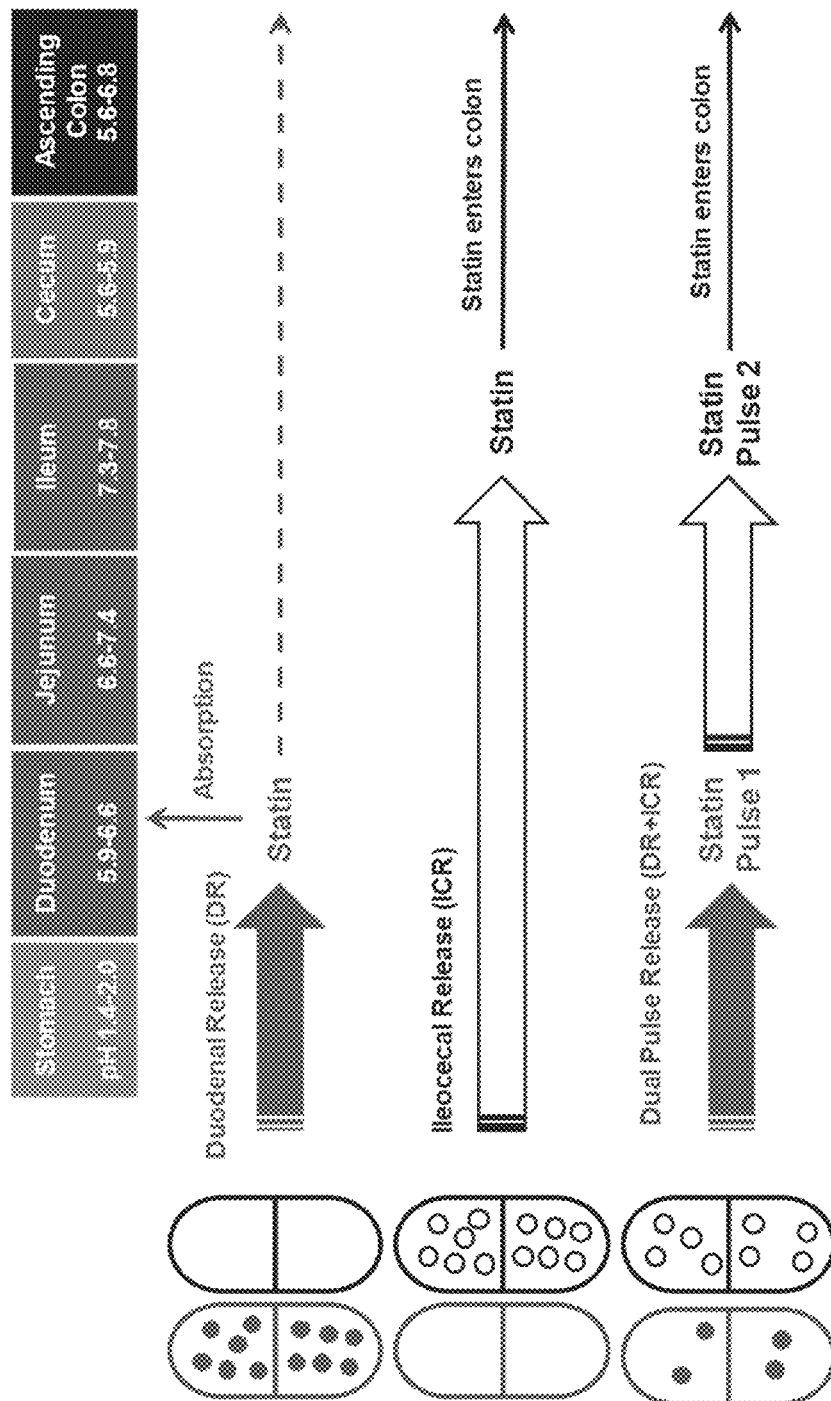 Stomach
pH 1.4-2.0
Duodenum
5.9-6.6
Jejunum
6.6-7.4
Ileum
7.3-7.8
Cecum
5.6-5.9
Ascending
Colon
5.6-6.8
Absorption
Duodenal Release (DR)
Statin
Ileocecal Release (ICR)
Statin
Statin enters colon
Dual Pulse Release (DR+ICR)
Statin
Pulse 1
Statin
Pulse 2
Statin enters colon